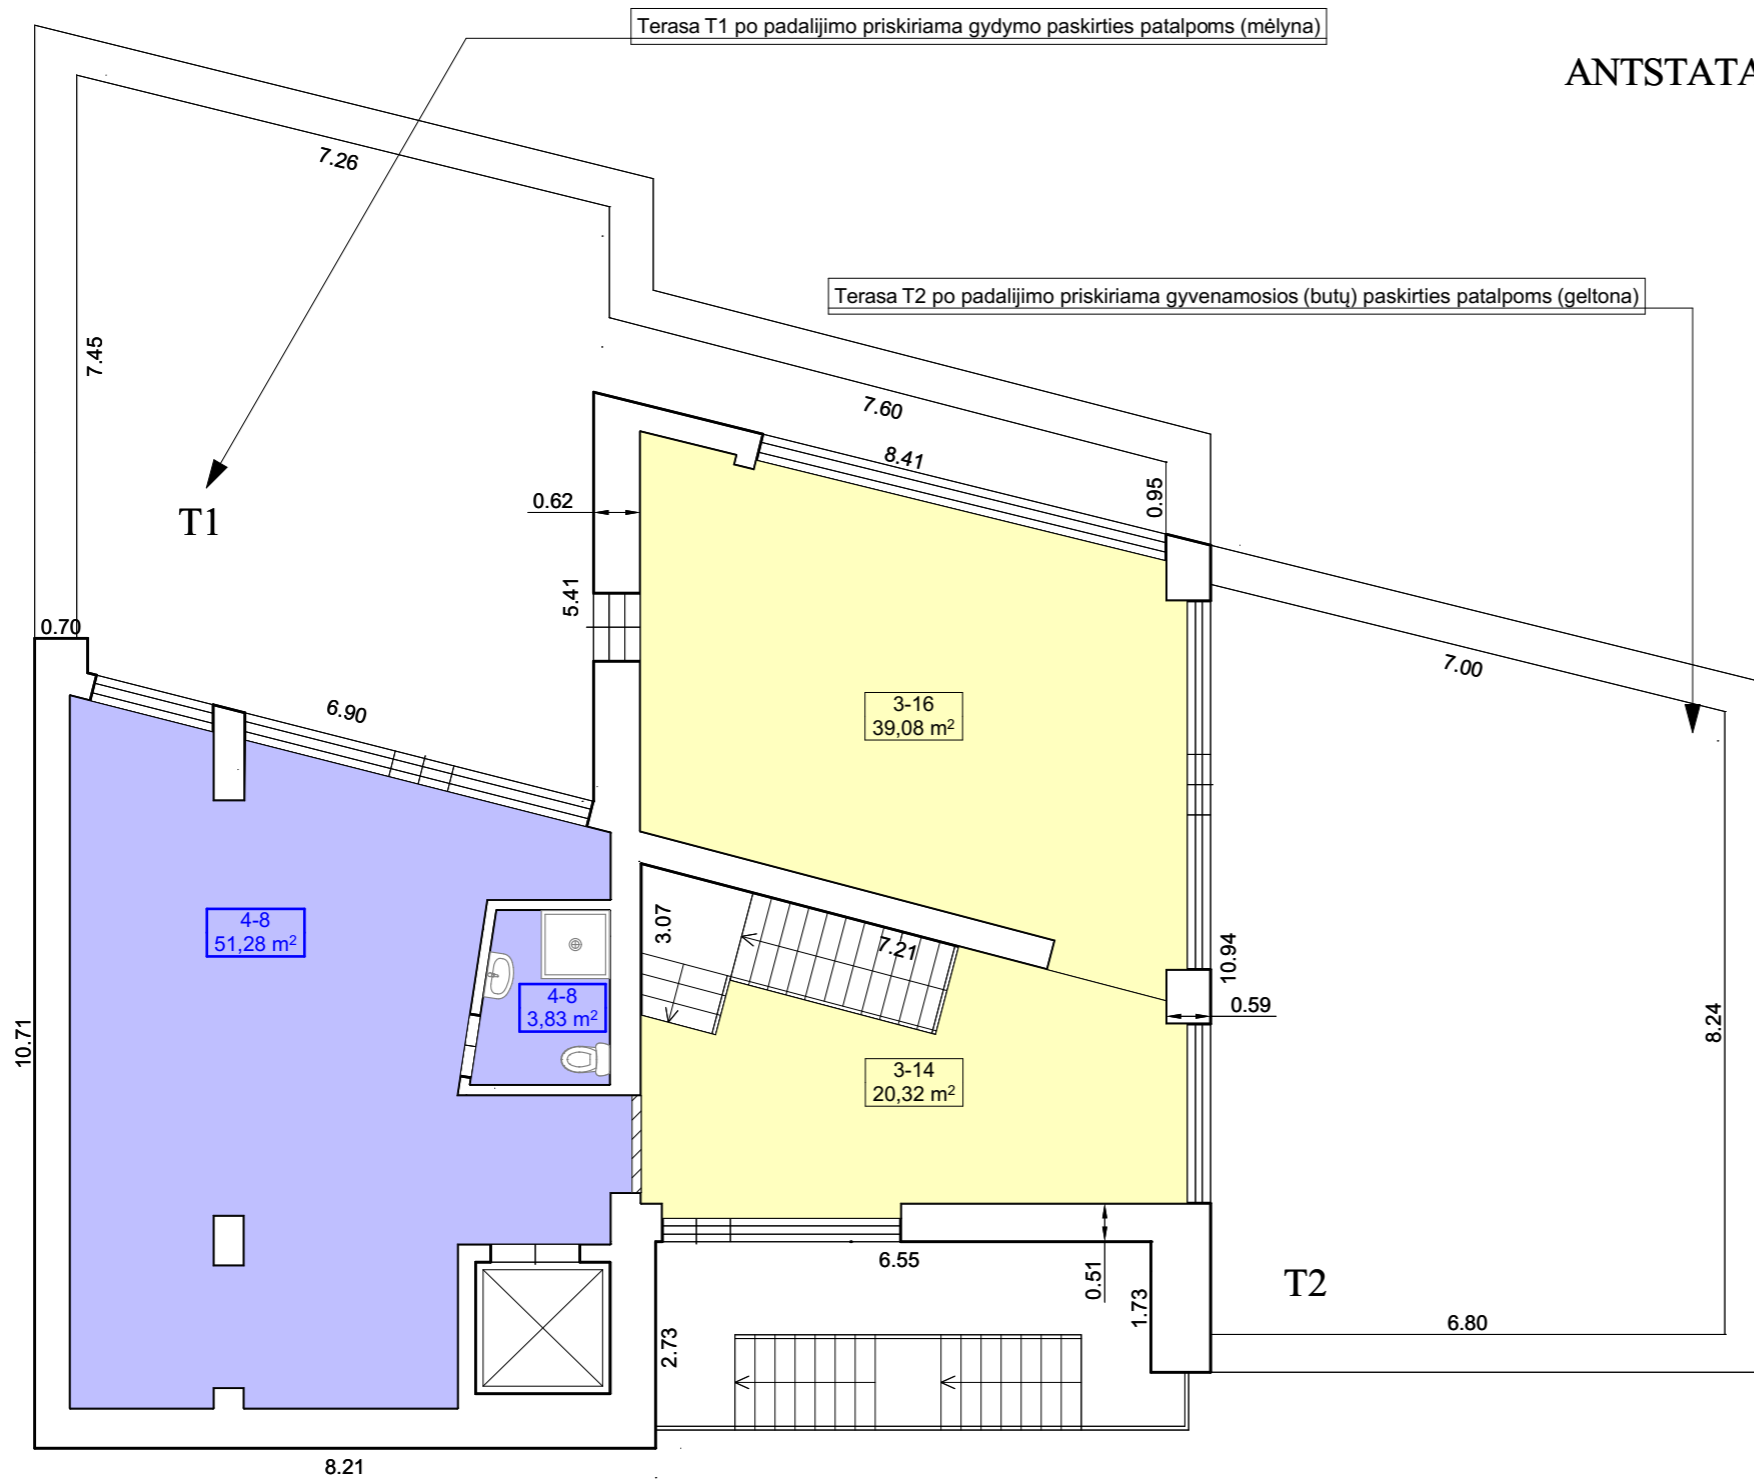 Terasa T1 po padalijimo priskiriama gydymo paskirties patalpoms (mėlyna)
ANTSTATA
7.26
Terasa T2 po padalijimo priskiriama gyvenamosios (butų) paskirties patalpoms (geltona)
7.45
7.60
8.41
0.95
0.62
T1
5.41
0.70
7.00
6.90
3-16
39,08 m²
4-8
51,28 m²
3.07
7.21
10.94
4-8
3,83 m²
0.59
10.71
8.24
3-14
20,32 m²
6.55
0.51
1.73
T2
6.80
2.73
8.21